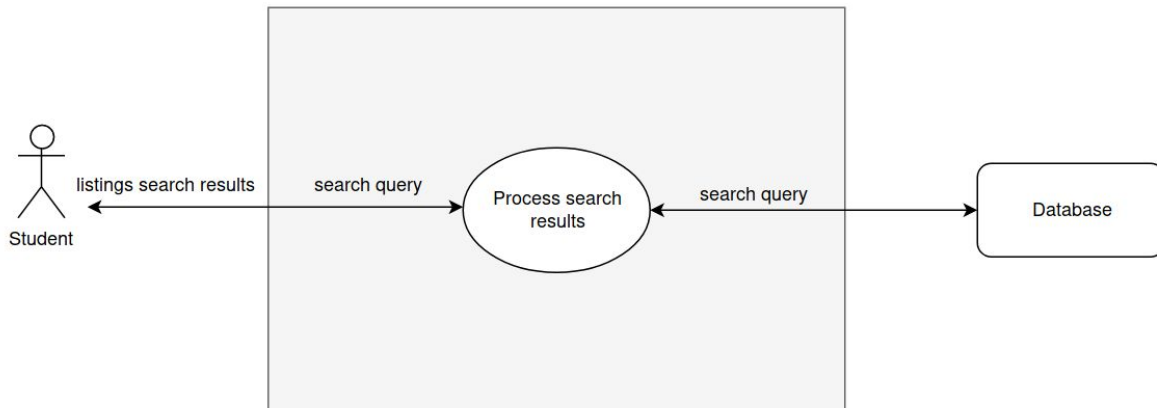 listings search results
search query
Process search
results
search query
Database
Student